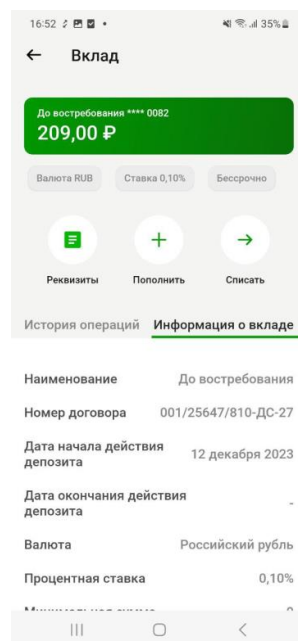 16:52
35%
Вклад
До востребования **** 0082
209,00 ₽
Валюта RUB Ставка 0,10% Бессрочно
Реквизиты Пополнить Списать
История операций Информация о вкладе
Наименование До востребования
Номер договора 001/25647/810-ДС-27
Дата начала действия
депозита 12 декабря 2023
Дата окончания действия
депозита -
Валюта Российский рубль
Процентная ставка 0,10%